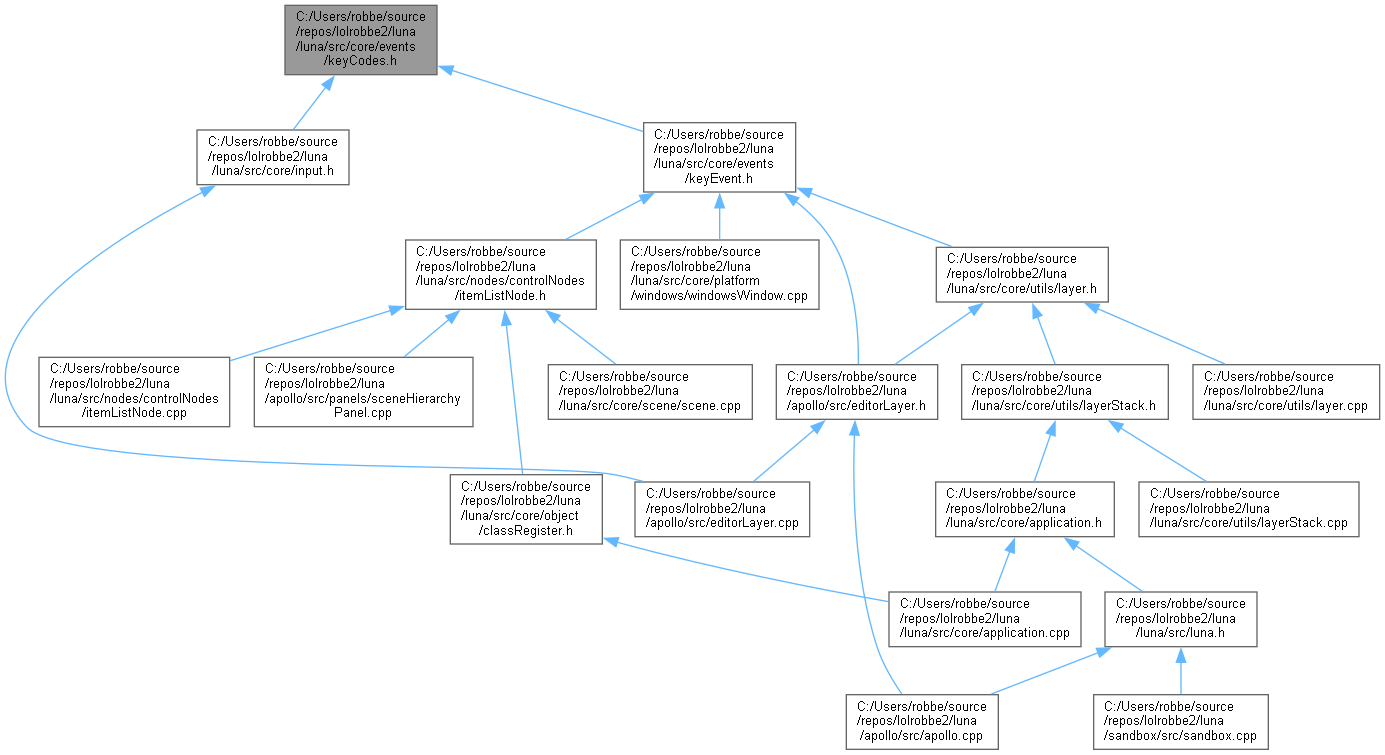 C:/Users/robbe/source
/repos/lolrobbe2/luna
/luna/src/core/events
/keyCodes.h
C:/Users/robbe/source
/repos/lolrobbe2/luna
/luna/src/core/input.h
C:/Users/robbe/source
/repos/lolrobbe2/luna
/luna/src/core/events
/keyEvent.h
C:/Users/robbe/source
/repos/lolrobbe2/luna
/luna/src/nodes/controlNodes
/itemListNode.h
C:/Users/robbe/source
/repos/lolrobbe2/luna
/luna/src/core/platform
/windows/windowsWindow.cpp
C:/Users/robbe/source
/repos/lolrobbe2/luna
/luna/src/core/utils/layer.h
C:/Users/robbe/source
/repos/lolrobbe2/luna
/luna/src/nodes/controlNodes
/itemListNode.cpp
C:/Users/robbe/source
/repos/lolrobbe2/luna
/apollo/src/panels/sceneHierarchy
Panel.cpp
C:/Users/robbe/source
/repos/lolrobbe2/luna
/luna/src/core/scene/scene.cpp
C:/Users/robbe/source
/repos/lolrobbe2/luna
/apollo/src/editorLayer.h
C:/Users/robbe/source
/repos/lolrobbe2/luna
/luna/src/core/utils/layerStack.h
C:/Users/robbe/source
/repos/lolrobbe2/luna
/luna/src/core/utils/layer.cpp
C:/Users/robbe/source
/repos/lolrobbe2/luna
/luna/src/core/object
/classRegister.h
C:/Users/robbe/source
/repos/lolrobbe2/luna
/apollo/src/editorLayer.cpp
C:/Users/robbe/source
/repos/lolrobbe2/luna
/luna/src/core/application.h
C:/Users/robbe/source
/repos/lolrobbe2/luna
/luna/src/core/utils/layerStack.cpp
C:/Users/robbe/source
/repos/lolrobbe2/luna
/luna/src/core/application.cpp
C:/Users/robbe/source
/repos/lolrobbe2/luna
/luna/src/luna.h
C:/Users/robbe/source
/repos/lolrobbe2/luna
/apollo/src/apollo.cpp
C:/Users/robbe/source
/repos/lolrobbe2/luna
/sandbox/src/sandbox.cpp